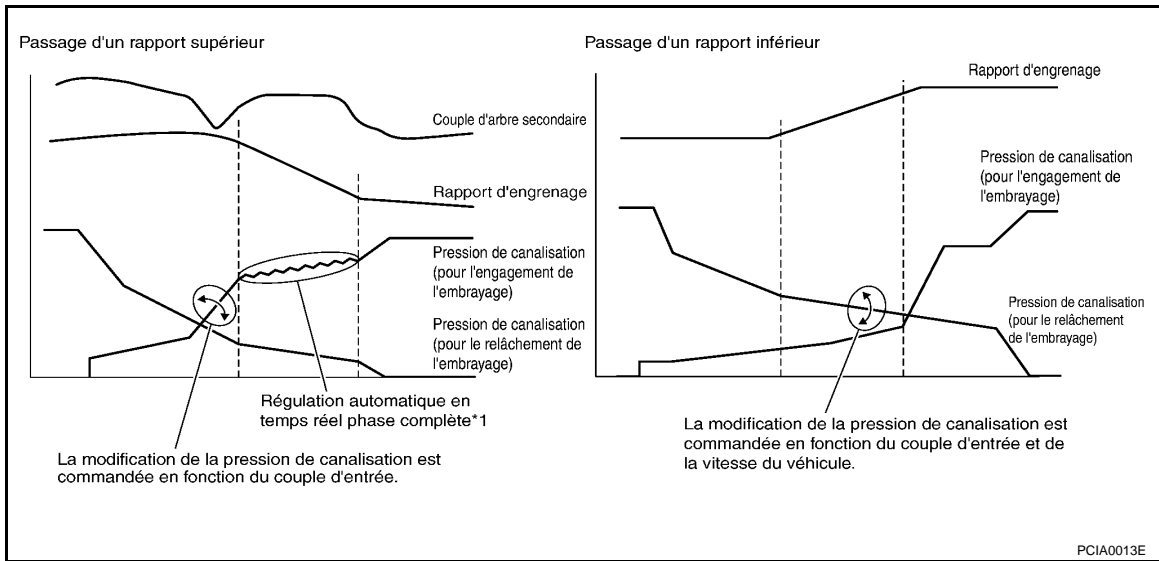 Passage d'un rapport supérieur
Couple d'arbre secondaire
Rapport d'engrenage
Pression de canalisation
(pour l'engagement de
l'embrayage)
Pression de canalisation
(pour le relâchement de
l'embrayage)
Régulation automatique en
temps réel phase complète*1
La modification de la pression de canalisation est
commandée en fonction du couple d'entrée.
Passage d'un rapport inférieur
Rapport d'engrenage
Pression de canalisation
(pour l'engagement de
l'embrayage)
Pression de canalisation
(pour le relâchement
de l'embrayage)
La modification de la pression de canalisation est
commandée en fonction du couple d'entrée et de
la vitesse du véhicule.
PCIA0013E